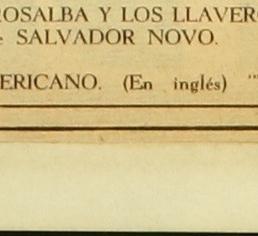 ROSALBA Y LOS LLAVER
SALVADOR NOVO.
ERICANO. (En inglés) "